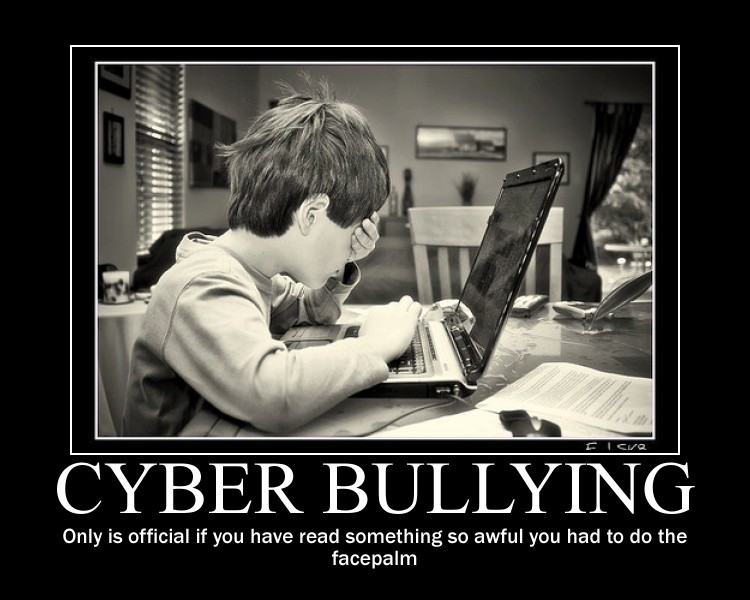 CYBER BULLYING
Only is official if you have read something so awful you had to do the
facepalm